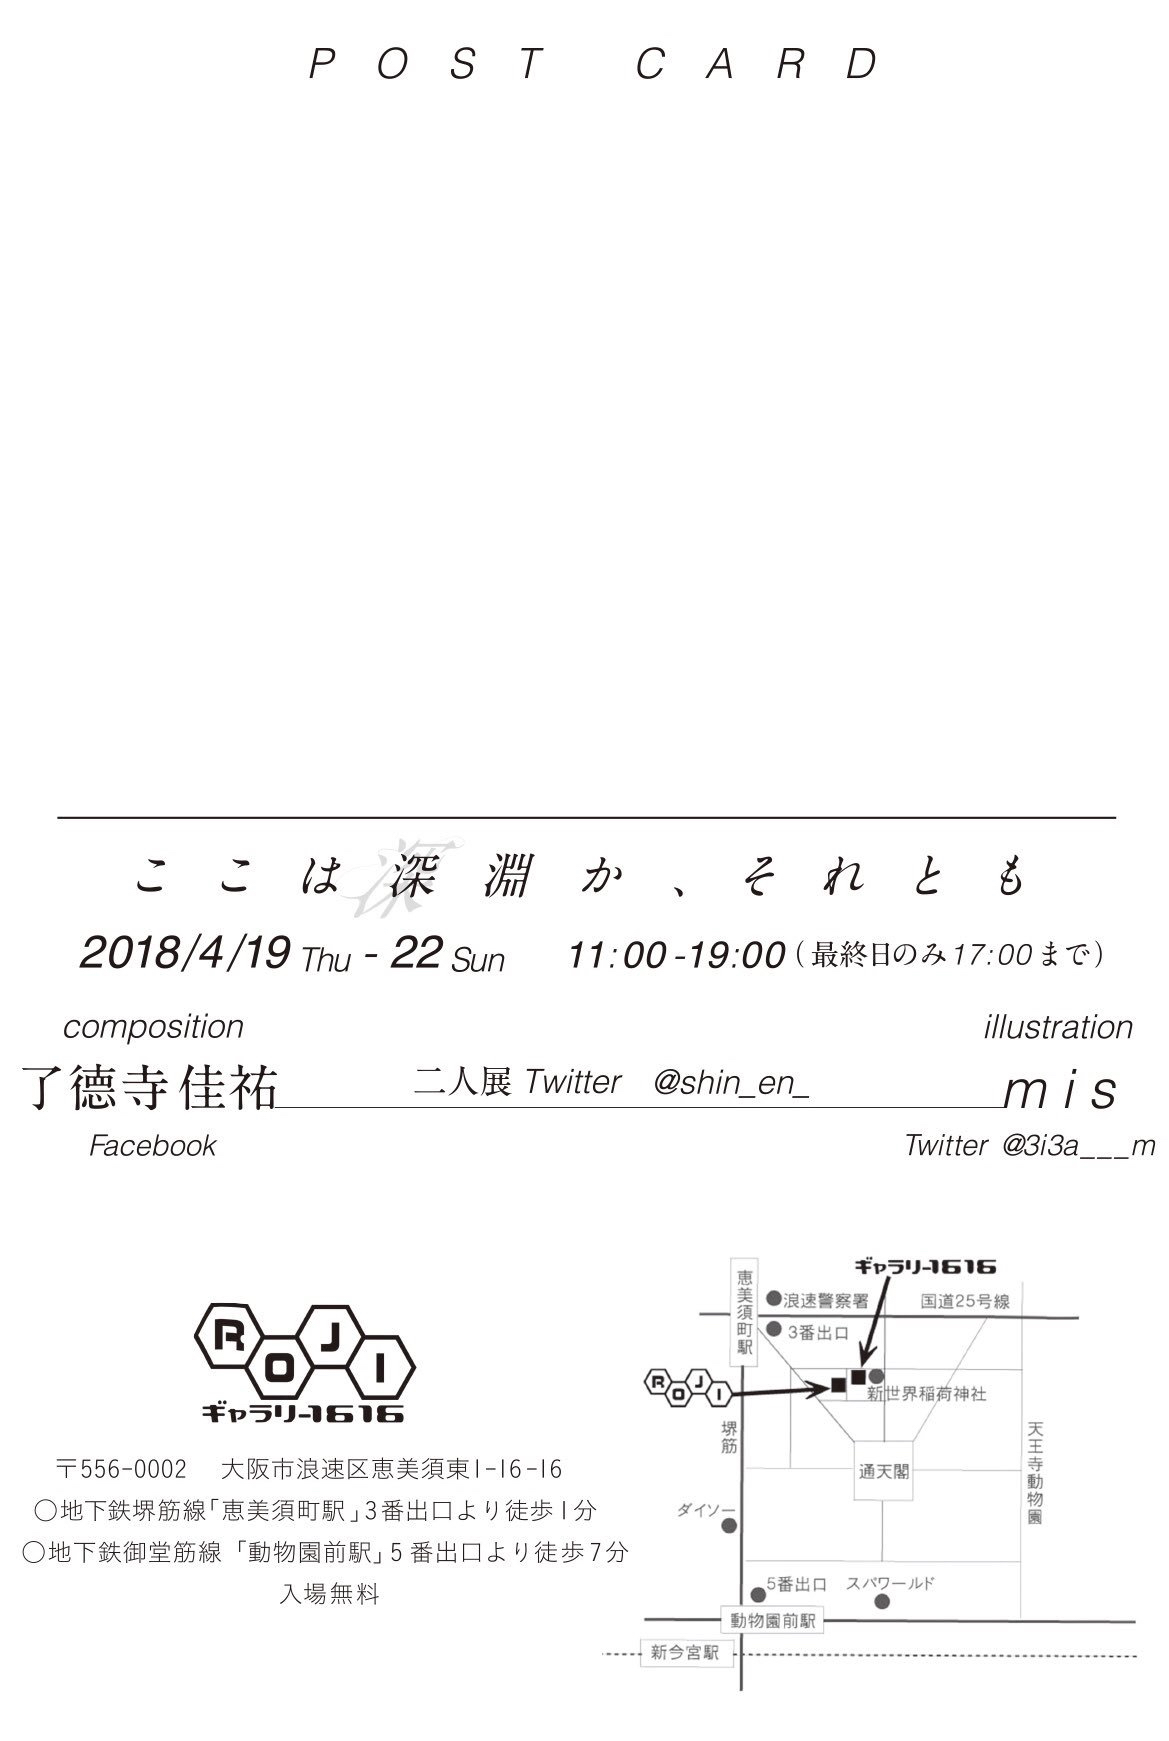 POST CARD
ここは深淵か、それとも
2018/4/19 Thu - 22 Sun 11:00-19:00（最終日のみ17:00まで）
composition
illustration
了德寺佳祐
二人展 Twitter @shin_en_
mis
Facebook
Twitter @3i3a___m
ROJI
ギャラリー1616
〒556-0002 大阪市浪速区恵美須東1-16-16
○地下鉄堺筋線「恵美須町駅」3番出口より徒歩1分
○地下鉄御堂筋線「動物園前駅」5番出口より徒歩7分
入場無料
ギャラリー1616
恵美須町駅
浪速警察署
国道25号線
3番出口
ROJI
新世界稲荷神社
堺筋
通天閣
天王寺動物園
ダイソー
5番出口
スパワールド
動物園前駅
新今宮駅